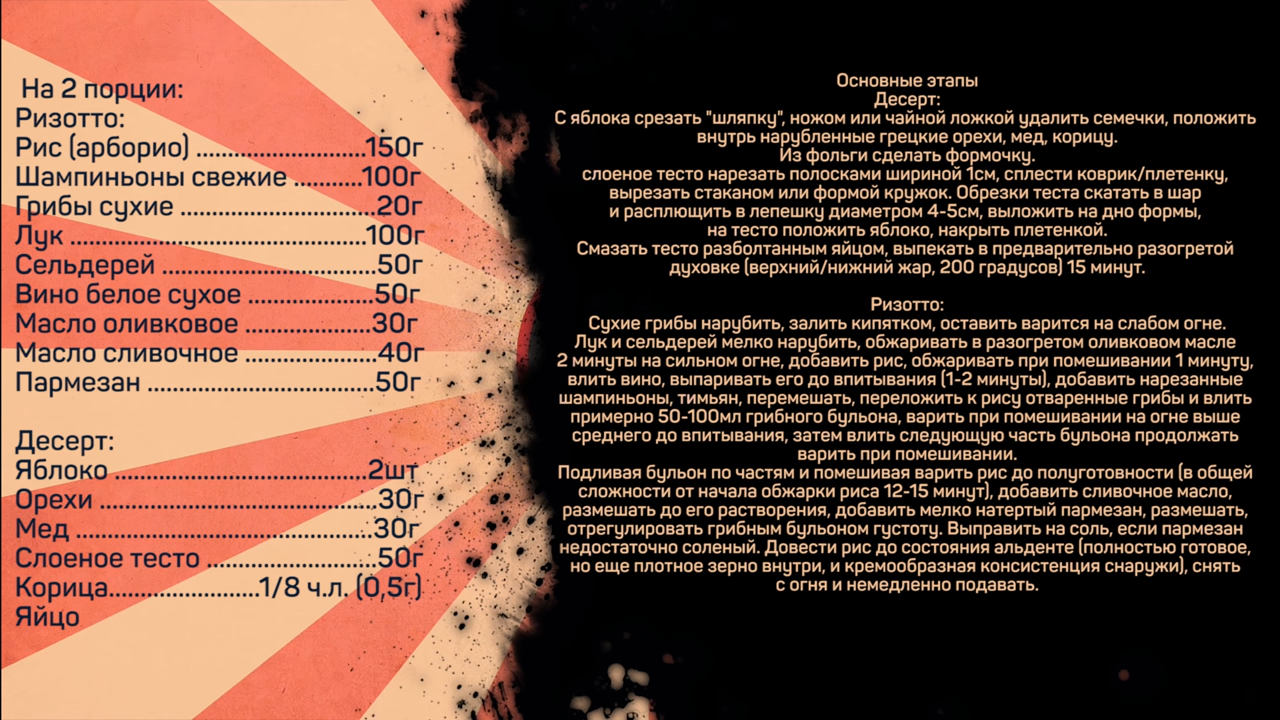 На 2 порции:
Ризотто:
Рис (арборио) ........................150г
Шампиньоны свежие ..........100г
Грибы сухие ............................20г
Лук ...........................................100г
Сельдерей ..............................50г
Вино белое сухое ..................50г
Масло оливковое ..................30г
Масло сливочное ...................40г
Пармезан ................................50г
Десерт:
Яблоко ....................................2шт
Орехи .......................................30г
Мед ..........................................30г
Слоеное тесто ........................50г
Корица.....................1/8 ч.л. (0,5г)
Яйцо
Основные этапы
Десерт:
С яблока срезать "шляпку", ножом или чайной ложкой удалить семечки, положить
внутрь нарубленные грецкие орехи, мед, корицу.
Из фольги сделать формочку.
слоеное тесто нарезать полосками шириной 1см, сплести коврик/плетенку,
вырезать стаканом или формой кружок. Обрезки теста скатать в шар
и расплющить в лепешку диаметром 4-5см, выложить на дно формы,
на тесто положить яблоко, накрыть плетенкой.
Смазать тесто разболтанным яйцом, выпекать в предварительно разогретой
духовке (верхний/нижний жар, 200 градусов) 15 минут.
Ризотто:
Сухие грибы нарубить, залить кипятком, оставить варится на слабом огне.
Лук и сельдерей мелко нарубить, обжаривать в разогретом оливковом масле
2 минуты на сильном огне, добавить рис, обжаривать при помешивании 1 минуту,
влить вино, выпаривать его до впитывания (1-2 минуты), добавить нарезанные
шампиньоны, тимьян, перемешать, переложить к рису отваренные грибы и влить
примерно 50-100мл грибного бульона, варить при помешивании на огне выше
среднего до впитывания, затем влить следующую часть бульона продолжать
варить при помешивании.
Подливая бульон по частям и помешивая варить рис до полуготовности (в общей
сложности от начала обжарки риса 12-15 минут), добавить сливочное масло,
размешать до его растворения, добавить мелко натертый пармезан, размешать,
отрегулировать грибным бульоном густоту. Выправить на соль, если пармезан
недостаточно соленый. Довести рис до состояния альденте (полностью готовое,
но еще плотное зерно внутри, и кремообразная консистенция снаружи), снять
с огня и немедленно подавать.